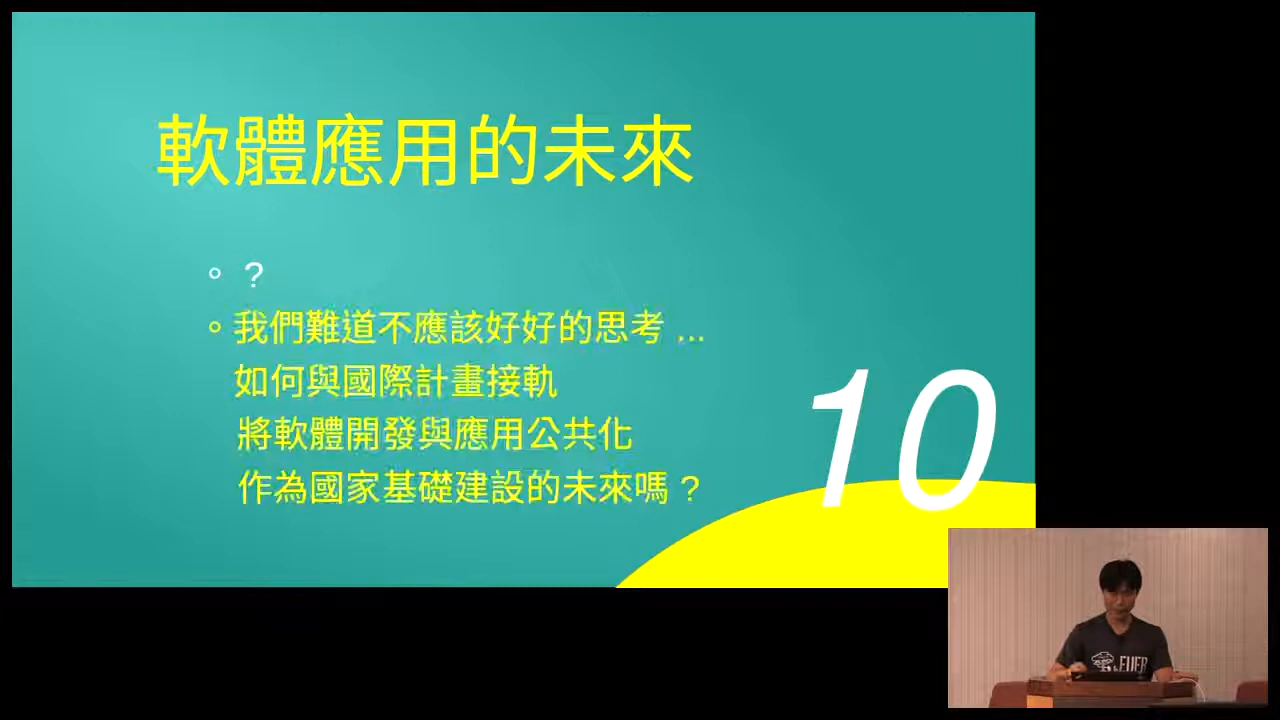 軟體應用的未來
。 ?
。我們難道不應該好好的思考 ...
如何與國際計畫接軌
將軟體開發與應用公共化
作為國家基礎建設的未來嗎 ?
10